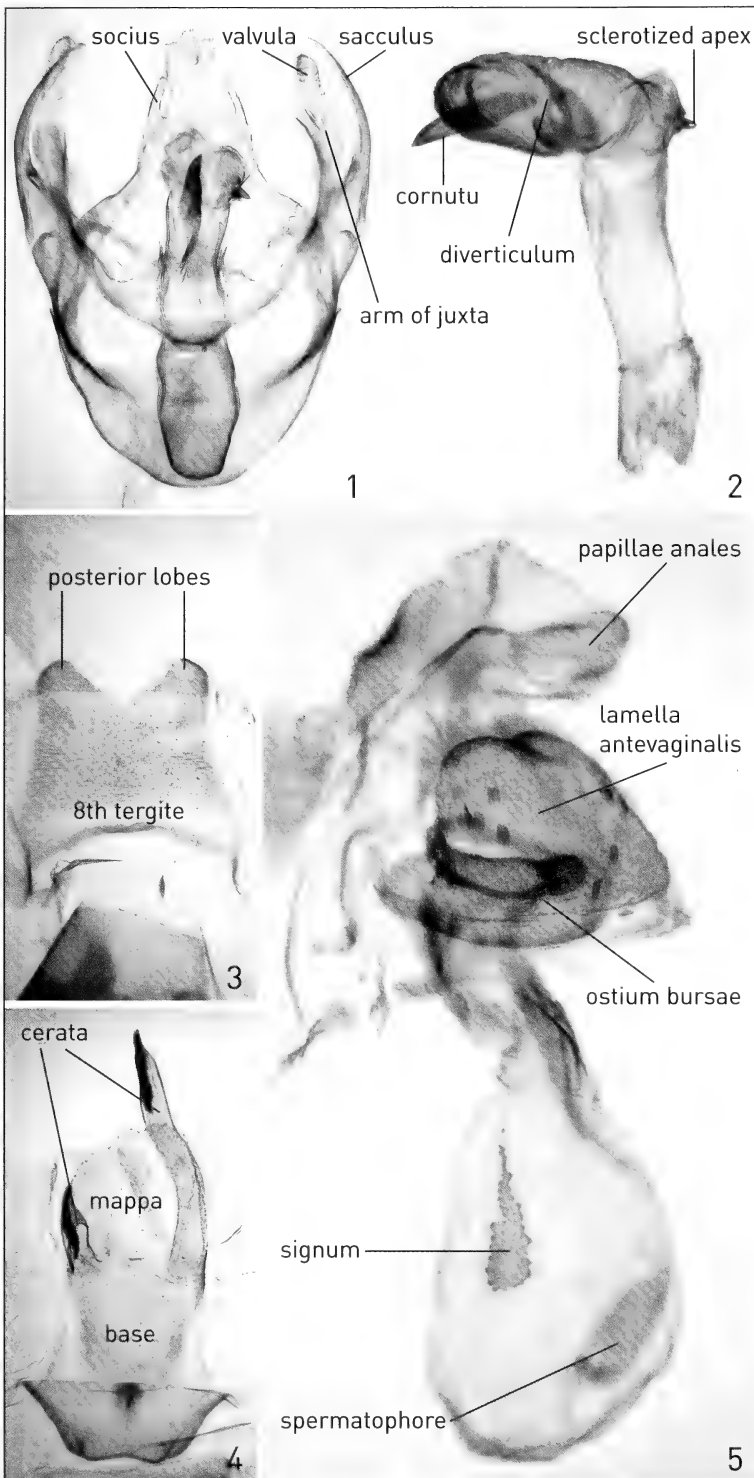 socius valvula sacculus
sclerotized apex
cornutu
diverticulum
arm of juxta
1
2
posterior lobes
8th tergite
3
papillae anales
lamella
antevaginalis
ostium bursae
cerata
mappa
base
4
signum
spermatophore
5